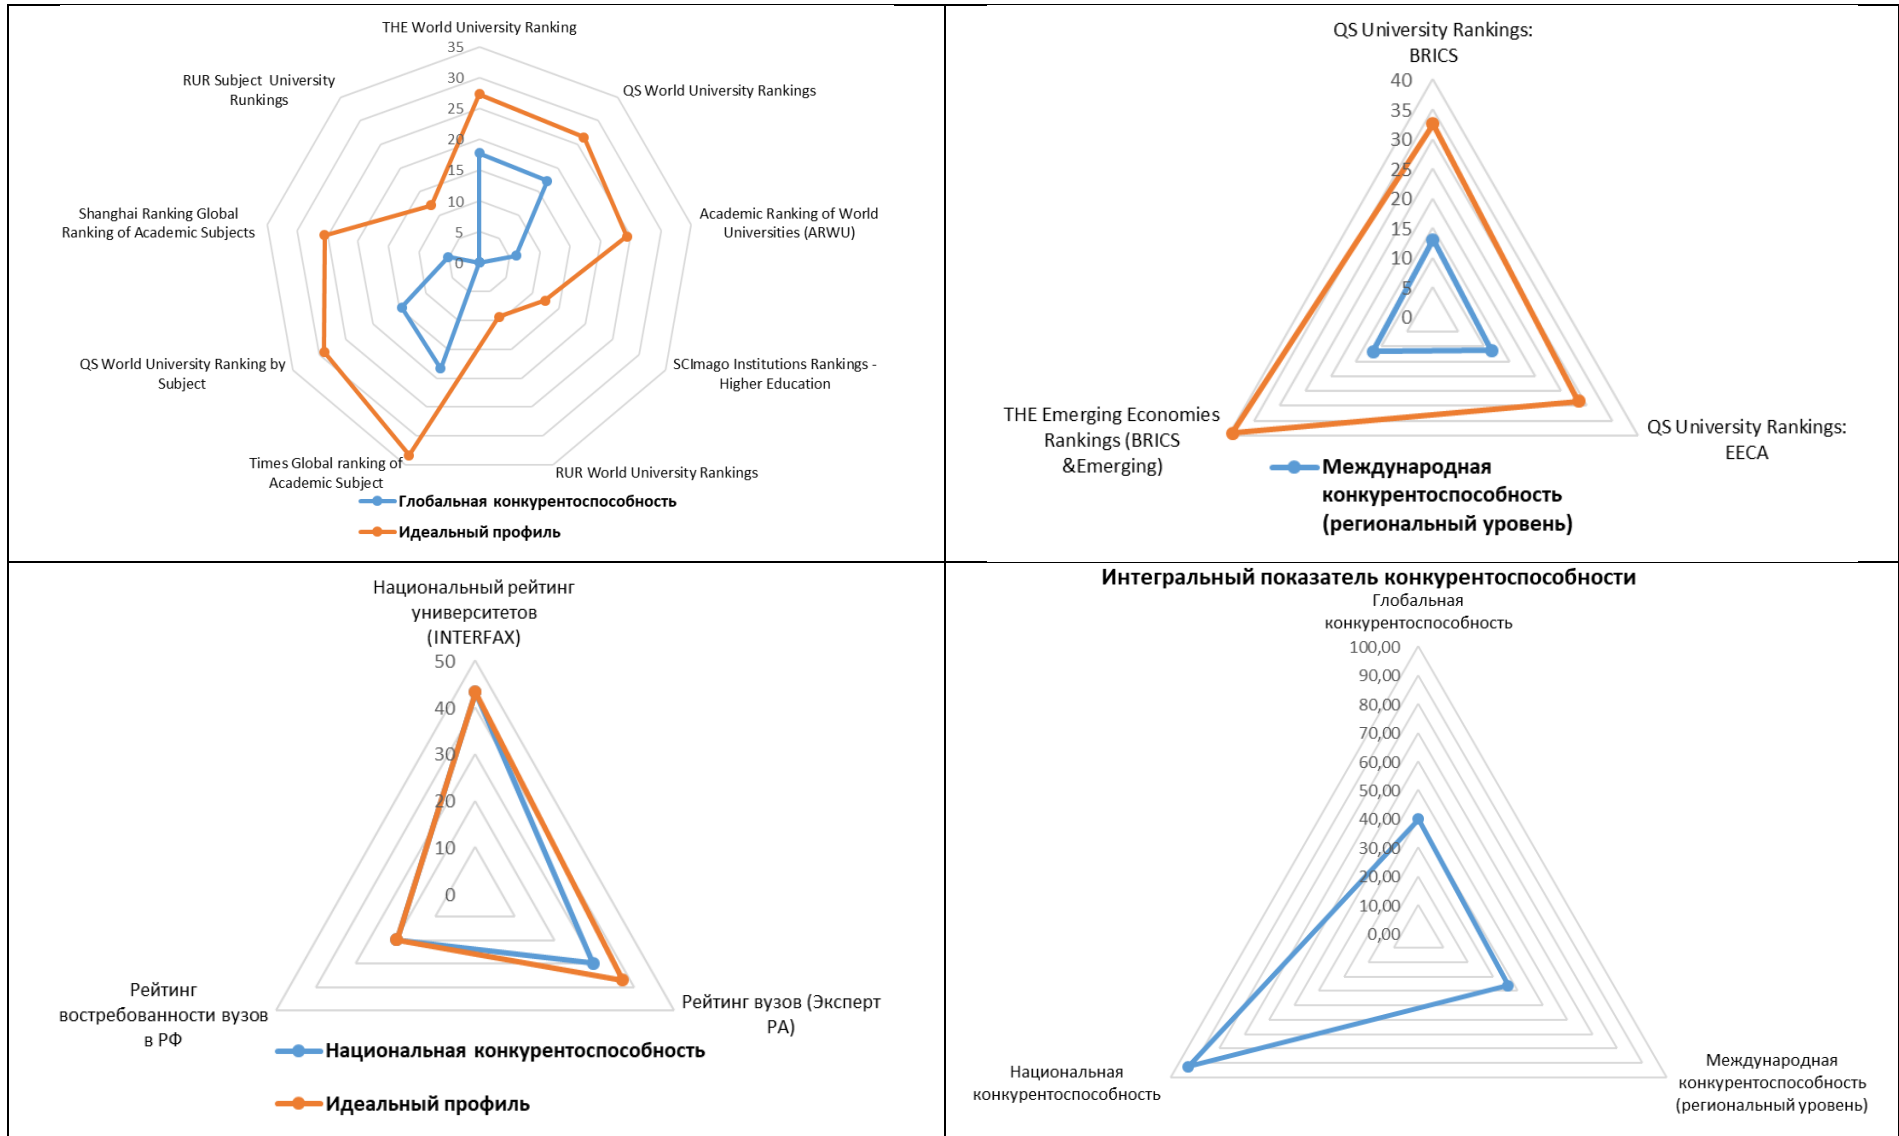 THE World University Ranking
35
30
25
20
15
10
5
0
QS World University Rankings
Academic Ranking of World
Universities (ARWU)
SCImago Institutions Rankings -
Higher Education
RUR World University Rankings
Times Global ranking of
Academic Subject
QS World University Ranking by
Subject
Shanghai Ranking Global
Ranking of Academic Subjects
RUR Subject University
Runkings
Глобальная конкурентоспособность
Идеальный профиль
QS University Rankings:
BRICS
40
35
30
25
20
15
10
5
0
QS University Rankings:
EECA
THE Emerging Economies
Rankings (BRICS
&Emerging)
Международная
конкурентоспособность
(региональный уровень)
Национальный рейтинг
университетов
(INTERFAX)
50
40
30
20
10
0
Рейтинг вузов (Эксперт
РА)
Рейтинг
востребованности вузов
в РФ
Национальная конкурентоспособность
Идеальный профиль
Интегральный показатель конкурентоспособности
Глобальная
конкурентоспособность
100,00
90,00
80,00
70,00
60,00
50,00
40,00
30,00
20,00
10,00
0,00
Международная
конкурентоспособность
(региональный уровень)
Национальная
конкурентоспособность